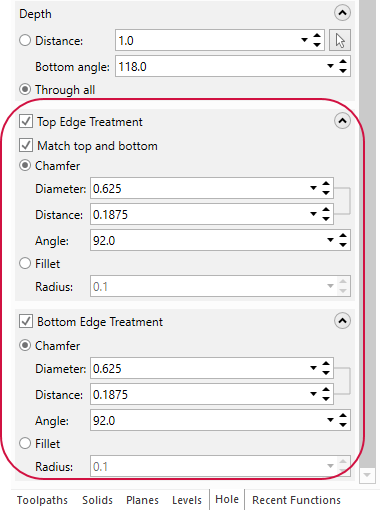 Depth
Distance: 1.0
Bottom angle: 118.0
Through all
Top Edge Treatment
Match top and bottom
Chamfer
Diameter: 0.625
Distance: 0.1875
Angle: 92.0
Fillet
Radius: 0.1
Bottom Edge Treatment
Chamfer
Diameter: 0.625
Distance: 0.1875
Angle: 92.0
Fillet
Radius: 0.1
Toolpaths Solids Planes Levels Hole Recent Functions